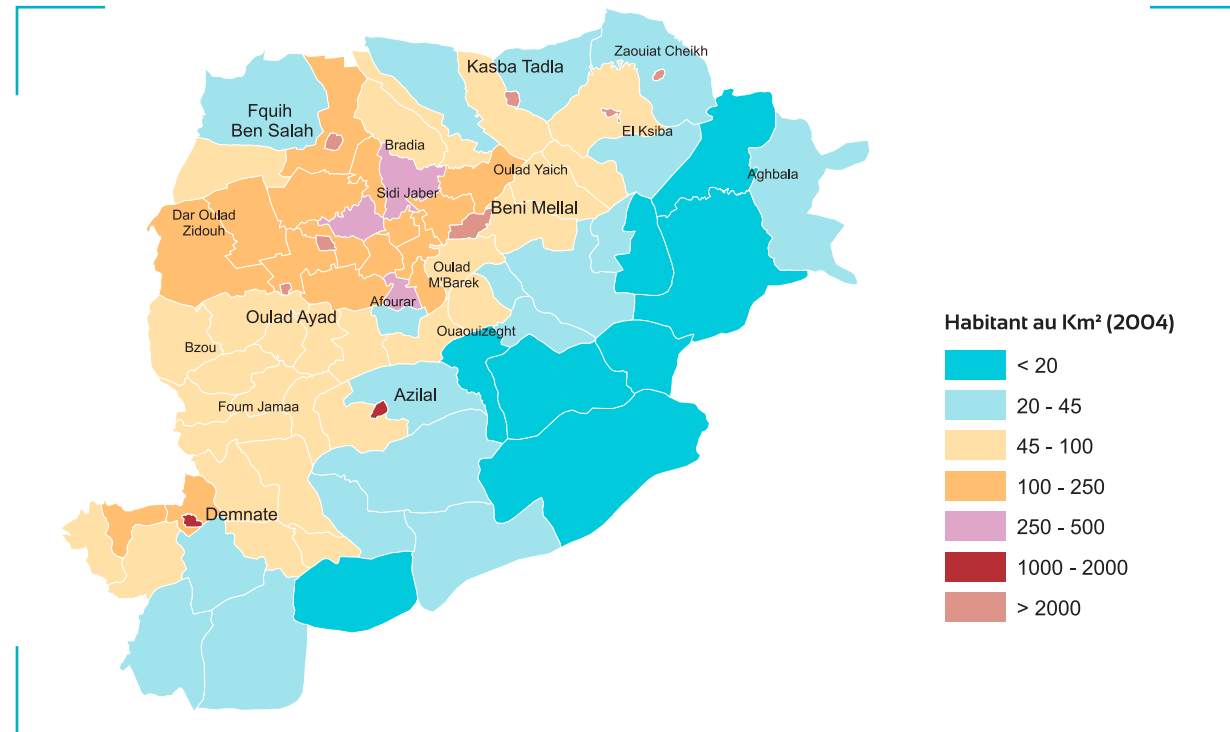 Zaouiat Cheikh
Kasba Tadla
Fquih
Ben Salah
El Ksiba
Bradia
Oulad Yaich
Aghbala
Sidi Jaber
Beni Mellal
Dar Oulad
Zidouh
Oulad
M'Barek
Afourar
Oulad Ayad
Ouaouizeght
Bzou
Azilal
Foum Jamaa
Demnate
Habitant au Km² (2004)
< 20
20 - 45
45 - 100
100 - 250
250 - 500
1000 - 2000
> 2000